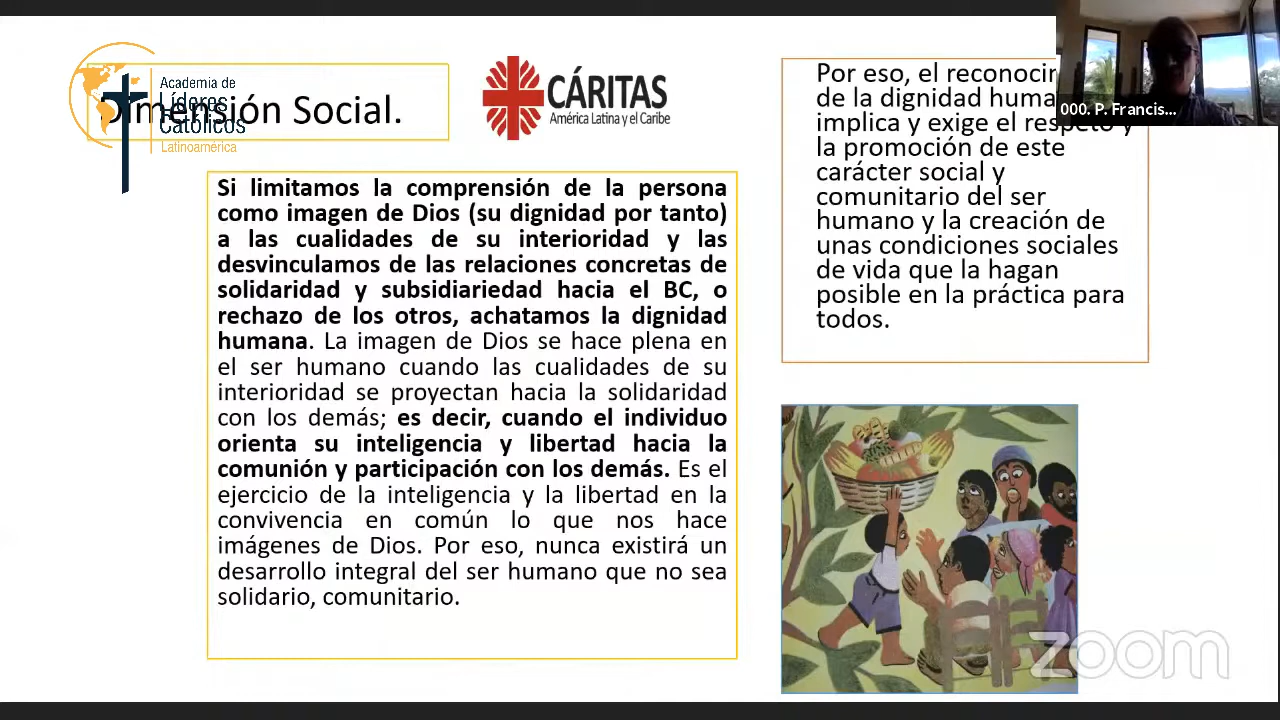 Academia de
Líderes
Católicos
Latinoamérica
Dimensión Social.
CÁRITAS
América Latina y el Caribe
Si limitamos la comprensión de la persona
como imagen de Dios (su dignidad por tanto)
a las cualidades de su interioridad y las
desvinculamos de las relaciones concretas de
solidaridad y subsidiariedad hacia el BC, o
rechazo de los otros, achatamos la dignidad
humana. La imagen de Dios se hace plena en
el ser humano cuando las cualidades de su
interioridad se proyectan hacia la solidaridad
con los demás; es decir, cuando el individuo
orienta su inteligencia y libertad hacia la
comunión y participación con los demás. Es el
ejercicio de la inteligencia y la libertad en la
convivencia en común lo que nos hace
imágenes de Dios. Por eso, nunca existirá un
desarrollo integral del ser humano que no sea
solidario, comunitario.
Por eso, el
de la dignidad
implica y exige el respeto y
la promoción de este
carácter social y
comunitario del ser
humano y la creación de
unas condiciones sociales
de vida que la hagan
posible en la práctica para
todos.
000. P. Francis...
zoom